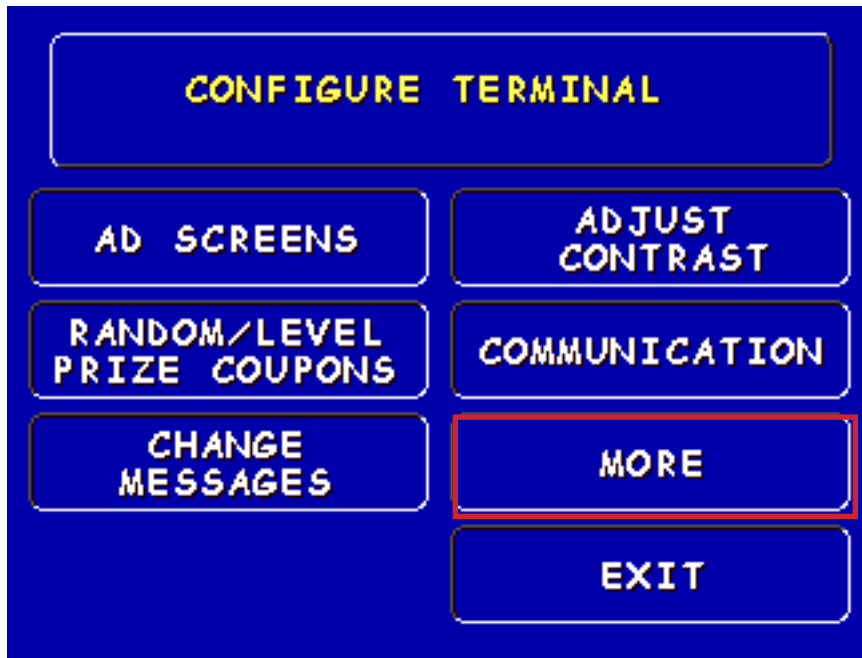 CONFIGURE TERMINAL
AD SCREENS
ADJUST
CONTRAST
RANDOM/LEVEL
PRIZE COUPONS
COMMUNICATION
CHANGE
MESSAGES
MORE
EXIT